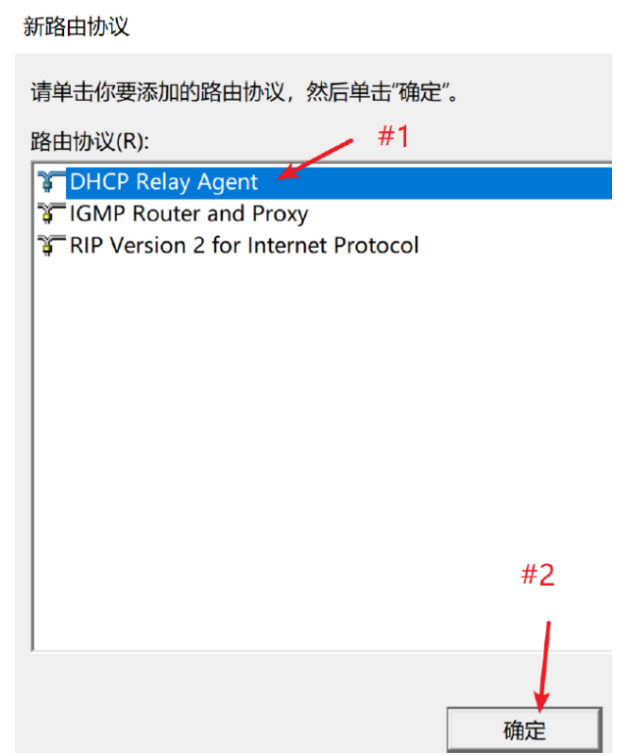 新路由协议
请单击你要添加的路由协议，然后单击"确定"。
路由协议(R):
#1
DHCP Relay Agent
IGMP Router and Proxy
RIP Version 2 for Internet Protocol
#2
确定